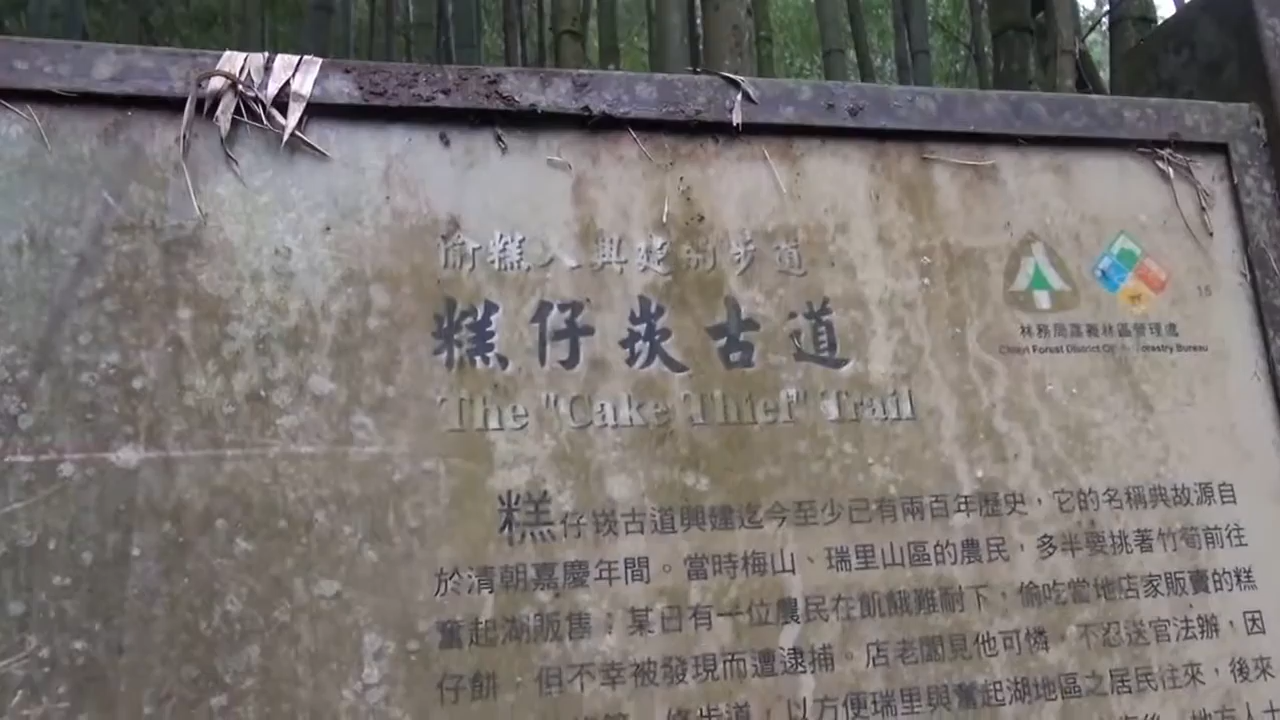 偷糕人興建的步道
糕仔崁古道
The "Cake Thief" Trail
15
林務局嘉義林區管理處
Chiayi Forest District Of Forestry Bureau
糕仔崁古道興建迄今至少已有兩百年歷史,它的名稱典故源自
於清朝嘉慶年間。當時梅山、瑞里山區的農民,多半要挑著竹筍前往
奮起湖販售;某日有一位農民在飢餓難耐下,偷吃當地店家販賣的糕
仔餅,但不幸被發現而遭逮捕。店老闆見他可憐,不忍送官法辦,因
條步道,以方便瑞里與奮起湖地區之居民往來,後來